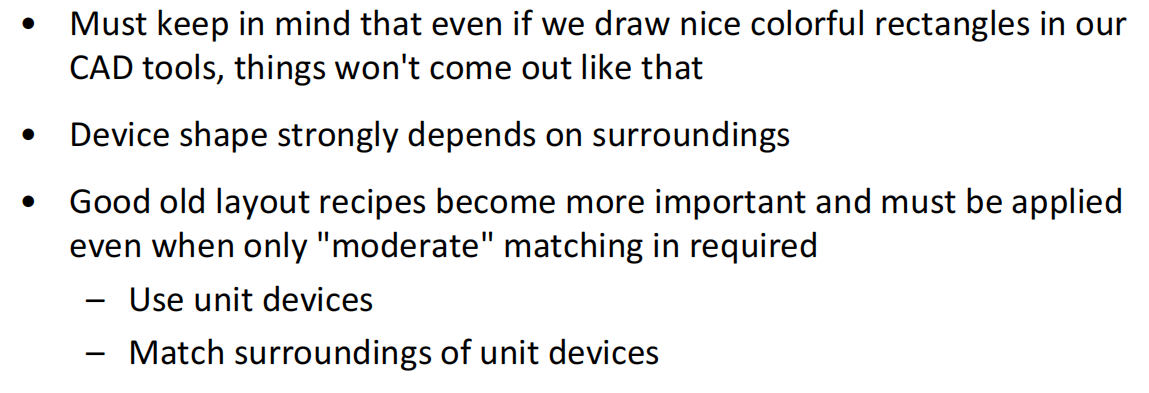 • Must keep in mind that even if we draw nice colorful rectangles in our
CAD tools, things won't come out like that
• Device shape strongly depends on surroundings
• Good old layout recipes become more important and must be applied
even when only "moderate" matching in required
– Use unit devices
– Match surroundings of unit devices